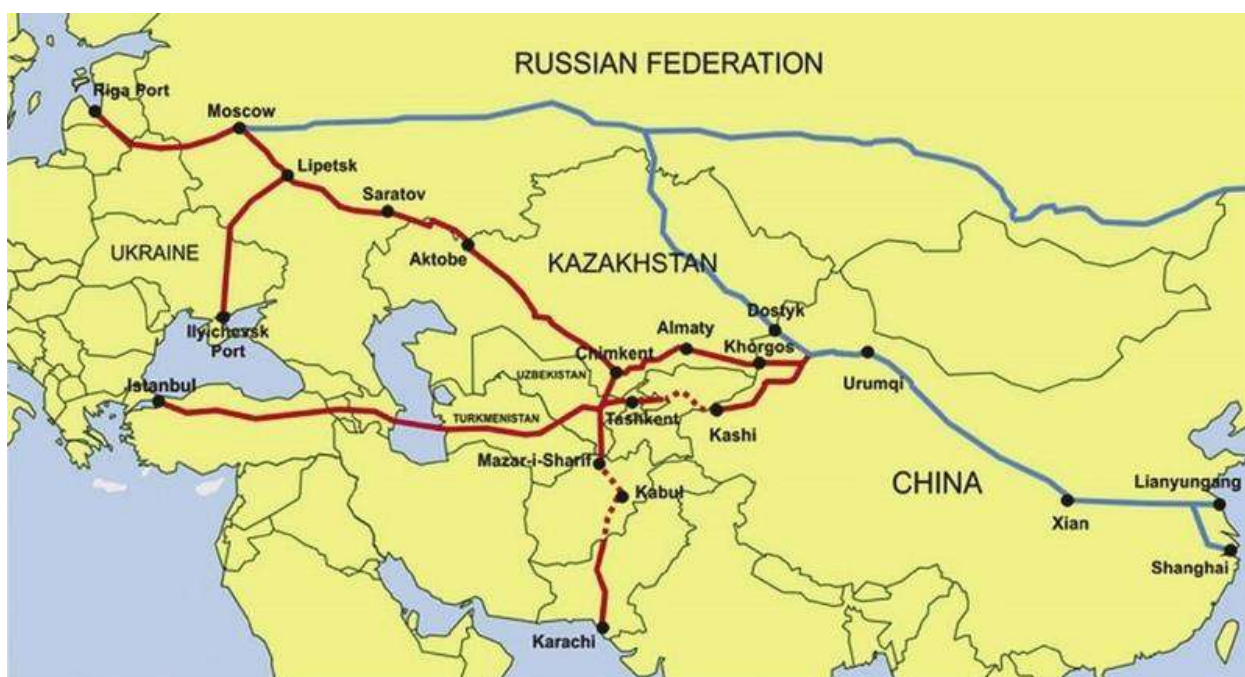 RUSSIAN FEDERATION
Riga Port
Moscow
Lipetsk
Saratov
UKRAINE
Aktobe
KAZAKHSTAN
Dostyk
Ilyichevsk
Port
Almaty
Chimkent
Khorgos
UZBEKISTAN
Urumqi
Istanbul
TURKMENISTAN
Tashkent
Kashi
Mazar-i-Sharif
Kabul
CHINA
Lianyungang
Xian
Shanghai
Karachi